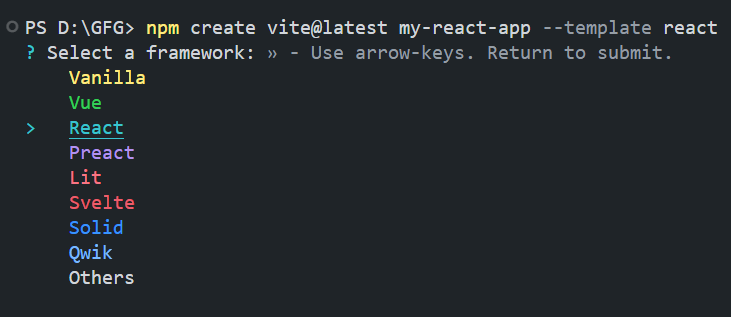 PS D:\GFG> npm create vite@latest my-react-app --template react
? Select a framework: » - Use arrow-keys. Return to submit.
Vanilla
Vue
> React
Preact
Lit
Svelte
Solid
Qwik
Others